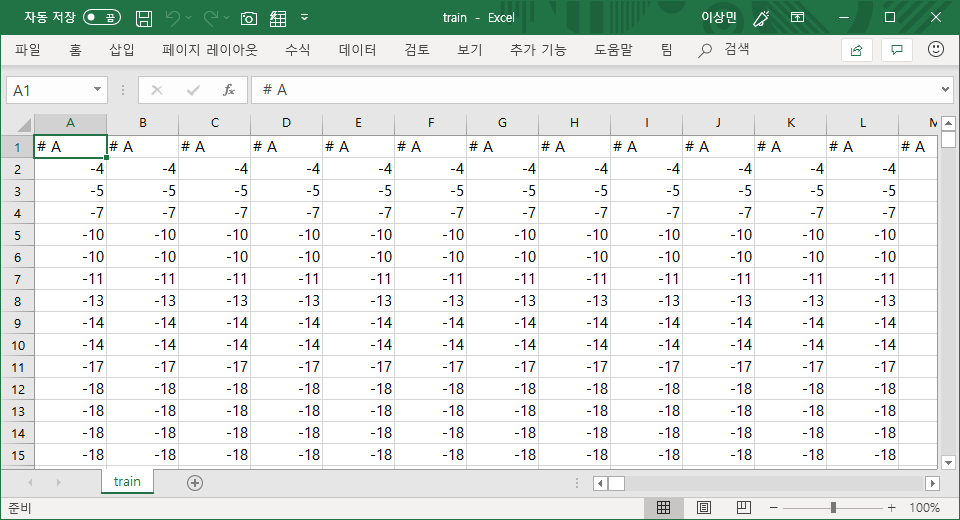 자동 저장 끔 train - Excel 이상민
파일 홈 삽입 페이지 레이아웃 수식 데이터 검토 보기 추가 기능 도움말 팀 검색
A1 fx # A
A B C D E F G H I J K L M
1 # A # A # A # A # A # A # A # A # A # A # A # A # A
2 -4 -4 -4 -4 -4 -4 -4 -4 -4 -4 -4 -4
3 -5 -5 -5 -5 -5 -5 -5 -5 -5 -5 -5 -5
4 -7 -7 -7 -7 -7 -7 -7 -7 -7 -7 -7 -7
5 -10 -10 -10 -10 -10 -10 -10 -10 -10 -10 -10 -10
6 -10 -10 -10 -10 -10 -10 -10 -10 -10 -10 -10 -10
7 -11 -11 -11 -11 -11 -11 -11 -11 -11 -11 -11 -11
8 -13 -13 -13 -13 -13 -13 -13 -13 -13 -13 -13 -13
9 -14 -14 -14 -14 -14 -14 -14 -14 -14 -14 -14 -14
10 -14 -14 -14 -14 -14 -14 -14 -14 -14 -14 -14 -14
11 -17 -17 -17 -17 -17 -17 -17 -17 -17 -17 -17 -17
12 -18 -18 -18 -18 -18 -18 -18 -18 -18 -18 -18 -18
13 -18 -18 -18 -18 -18 -18 -18 -18 -18 -18 -18 -18
14 -18 -18 -18 -18 -18 -18 -18 -18 -18 -18 -18 -18
15 -18 -18 -18 -18 -18 -18 -18 -18 -18 -18 -18 -18
train
준비 100%